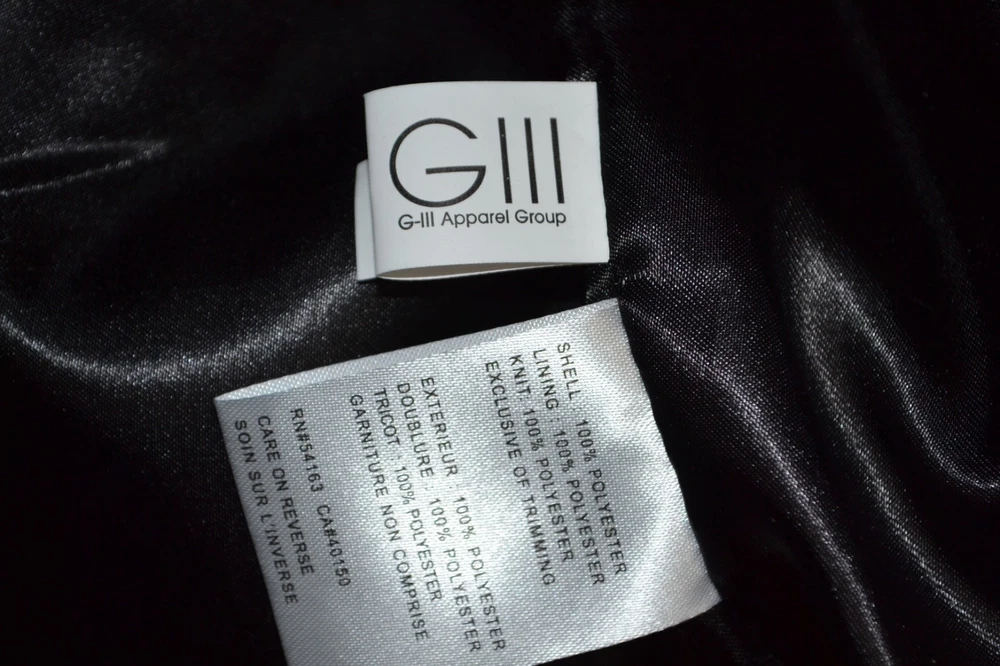 GIII
G-III Apparel Group
SHELL : 100% POLYESTER
LINING : 100% POLYESTER
KNIT: 100% POLYESTER
EXCLUSIVE OF TRIMMING
EXTERIEUR : 100% POLYESTER
DOUBLURE : 100% POLYESTER
TRICOT : 100% POLYESTER
GARNITURE NON COMPRISE
RN#54163 CA#40150
CARE ON REVERSE
SOIN SUR L'INVERSE